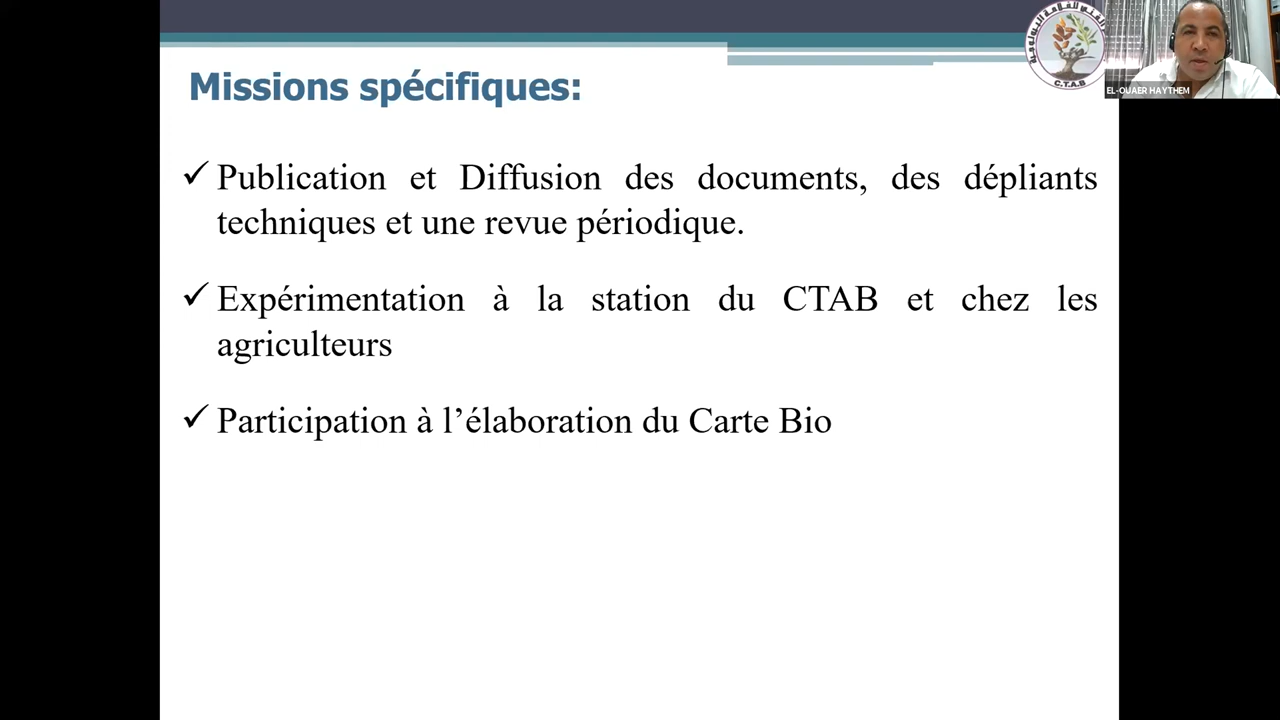 Missions spécifiques:
✓ Publication et Diffusion des documents, des dépliants
techniques et une revue périodique.
✓ Expérimentation à la station du CTAB et chez les
agriculteurs
✓ Participation à l’élaboration du Carte Bio
C.T.A.B
EL-OUAER HAYTHEM